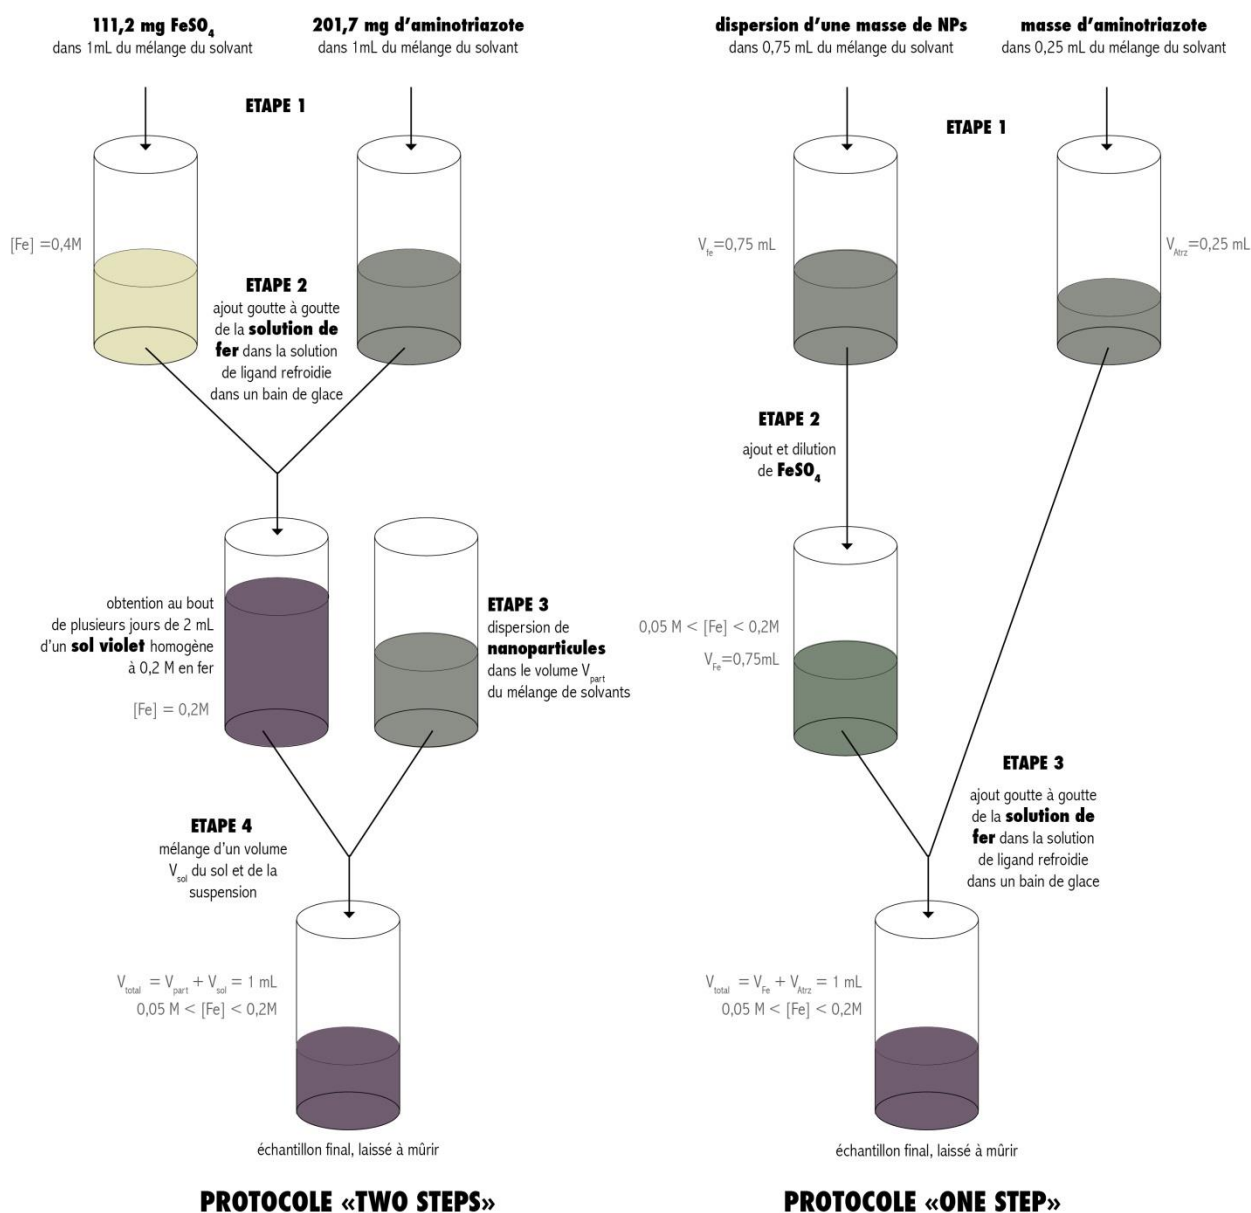 111,2 mg FeSO4
dans 1mL du mélange du solvant
201,7 mg d’aminotriazote
dans 1mL du mélange du solvant
ETAPE 1
[Fe] =0,4M
ETAPE 2
ajout goutte à goutte
de la solution de
fer dans la solution
de ligand refroidie
dans un bain de glace
obtention au bout
de plusieurs jours de 2 mL
d’un sol violet homogène
à 0,2 M en fer
[Fe] = 0,2M
ETAPE 3
dispersion de
nanoparticules
dans le volume Vpart
du mélange de solvants
ETAPE 4
mélange d’un volume
Vsol du sol et de la
suspension
Vtotal = Vpart + Vsol = 1 mL
0,05 M < [Fe] < 0,2M
échantillon final, laissé à mûrir
PROTOCOLE «TWO STEPS»
dispersion d’une masse de NPs
dans 0,75 mL du mélange du solvant
masse d’aminotriazote
dans 0,25 mL du mélange du solvant
ETAPE 1
Vfe=0,75 mL
VAtrz=0,25 mL
ETAPE 2
ajout et dilution
de FeSO4
0,05 M < [Fe] < 0,2M
VFe=0,75mL
ETAPE 3
ajout goutte à goutte
de la solution de
fer dans la solution
de ligand refroidie
dans un bain de glace
Vtotal = VFe + VAtrz = 1 mL
0,05 M < [Fe] < 0,2M
échantillon final, laissé à mûrir
PROTOCOLE «ONE STEP»